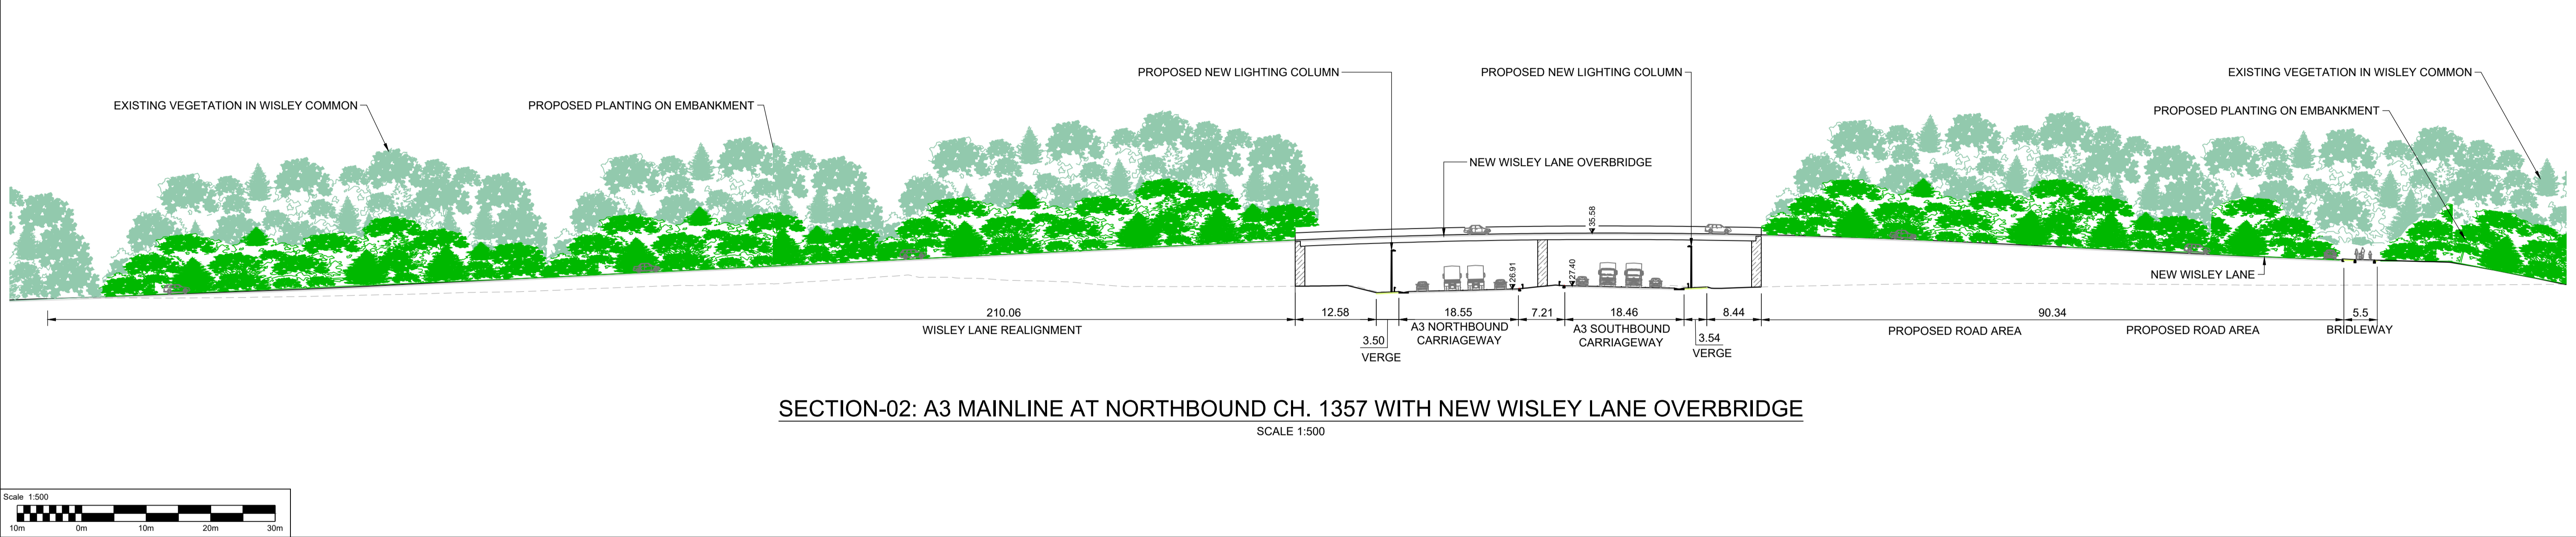 PROPOSED NEW LIGHTING COLUMN
PROPOSED NEW LIGHTING COLUMN
EXISTING VEGETATION IN WISLEY COMMON
EXISTING VEGETATION IN WISLEY COMMON
PROPOSED PLANTING ON EMBANKMENT
PROPOSED PLANTING ON EMBANKMENT
NEW WISLEY LANE OVERBRIDGE
35.58
26.91
27.40
NEW WISLEY LANE
210.06
WISLEY LANE REALIGNMENT
12.58
3.50
VERGE
18.55
A3 NORTHBOUND
CARRIAGEWAY
7.21
18.46
A3 SOUTHBOUND
CARRIAGEWAY
3.54
VERGE
8.44
90.34
PROPOSED ROAD AREA
PROPOSED ROAD AREA
5.5
BRIDLEWAY
SECTION-02: A3 MAINLINE AT NORTHBOUND CH. 1357 WITH NEW WISLEY LANE OVERBRIDGE
SCALE 1:500
Scale 1:500
10m 0m 10m 20m 30m